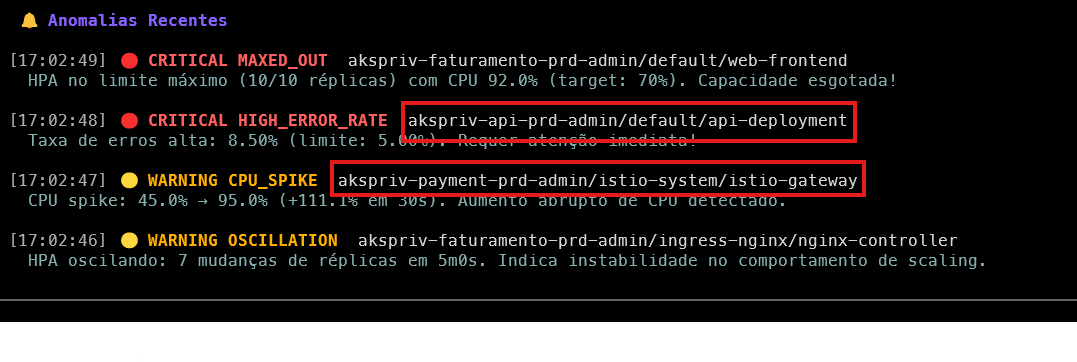 🔔 Anomalias Recentes
[17:02:49] 🔴 CRITICAL MAXED_OUT akspriv-faturamento-prd-admin/default/web-frontend
HPA no limite máximo (10/10 réplicas) com CPU 92.0% (target: 70%). Capacidade esgotada!
[17:02:48] 🔴 CRITICAL HIGH_ERROR_RATE akspriv-api-prd-admin/default/api-deployment
Taxa de erros alta: 8.50% (limite: 5.00%). Requer atenção imediata!
[17:02:47] 🟡 WARNING CPU_SPIKE akspriv-payment-prd-admin/istio-system/istio-gateway
CPU spike: 45.0% → 95.0% (+111.1% em 30s). Aumento abrupto de CPU detectado.
[17:02:46] 🟡 WARNING OSCILLATION akspriv-faturamento-prd-admin/ingress-nginx/nginx-controller
HPA oscilando: 7 mudanças de réplicas em 5m0s. Indica instabilidade no comportamento de scaling.